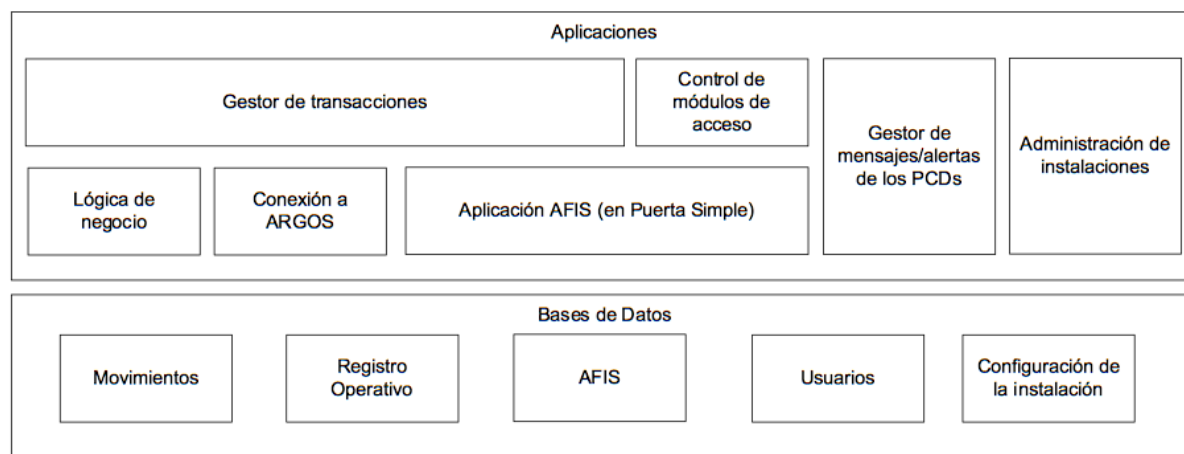 Aplicaciones
Gestor de transacciones
Control de
módulos de
acceso
Gestor de
mensajes/alertas
de los PCDs
Administración de
instalaciones
Lógica de
negocio
Conexión a
ARGOS
Aplicación AFIS (en Puerta Simple)
Bases de Datos
Movimientos
Registro
Operativo
AFIS
Usuarios
Configuración de
la instalación